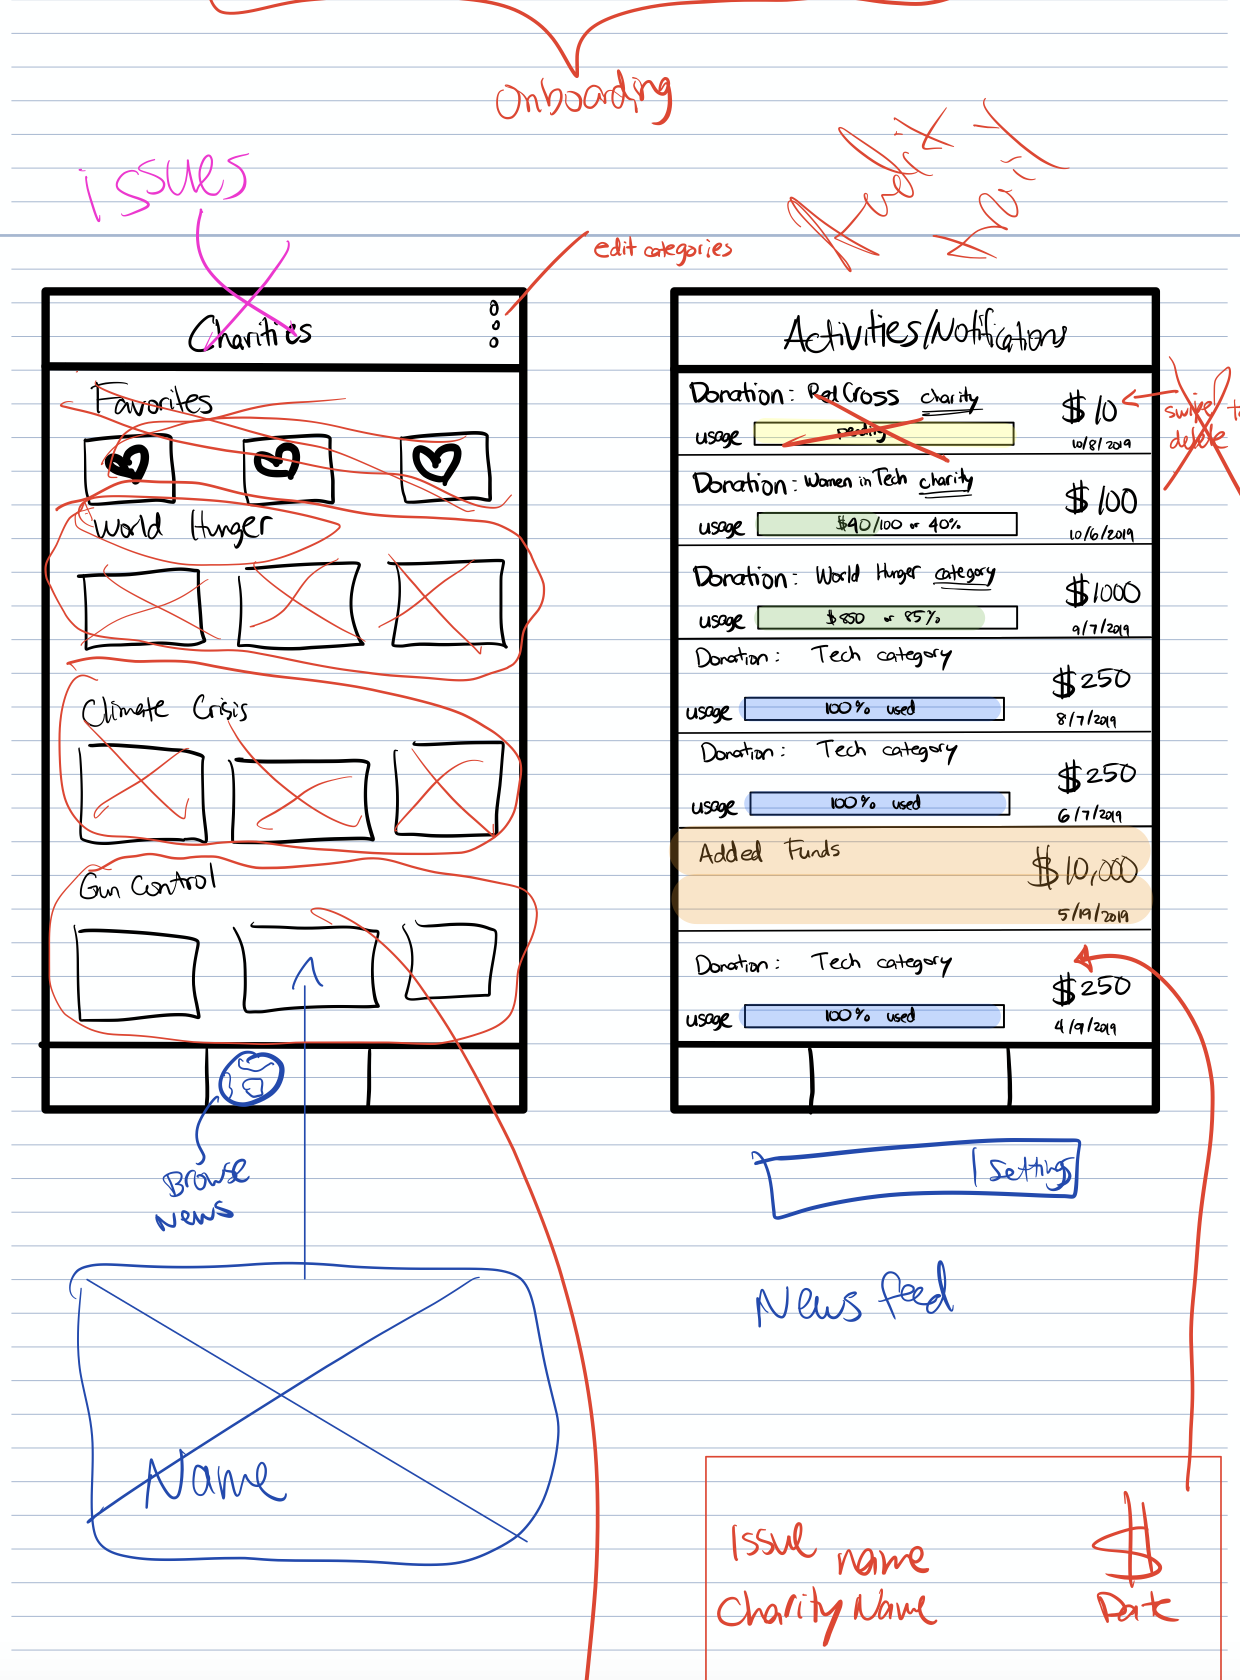 Onboarding
issues
Audit
edit categories
Charities
Favorites
World Hunger
Climate Crisis
Gun Control
Browse
News
Name
Activities/Notifications
Donation: Red Cross charity
$10
usage
pending
10/8/2019
swipe to
delete
Donation: Women in Tech charity
$100
usage
$40/100 or 40%
10/6/2019
Donation: World Hunger category
$1000
usage
$850 or 85%
9/7/2019
Donation: Tech category
$250
usage
100% used
8/7/2019
Donation: Tech category
$250
usage
100% used
6/7/2019
Added Funds
$10,000
5/19/2019
Donation: Tech category
$250
usage
100% used
4/9/2019
Settings
News feed
Issue name
$
Charity Name
Date